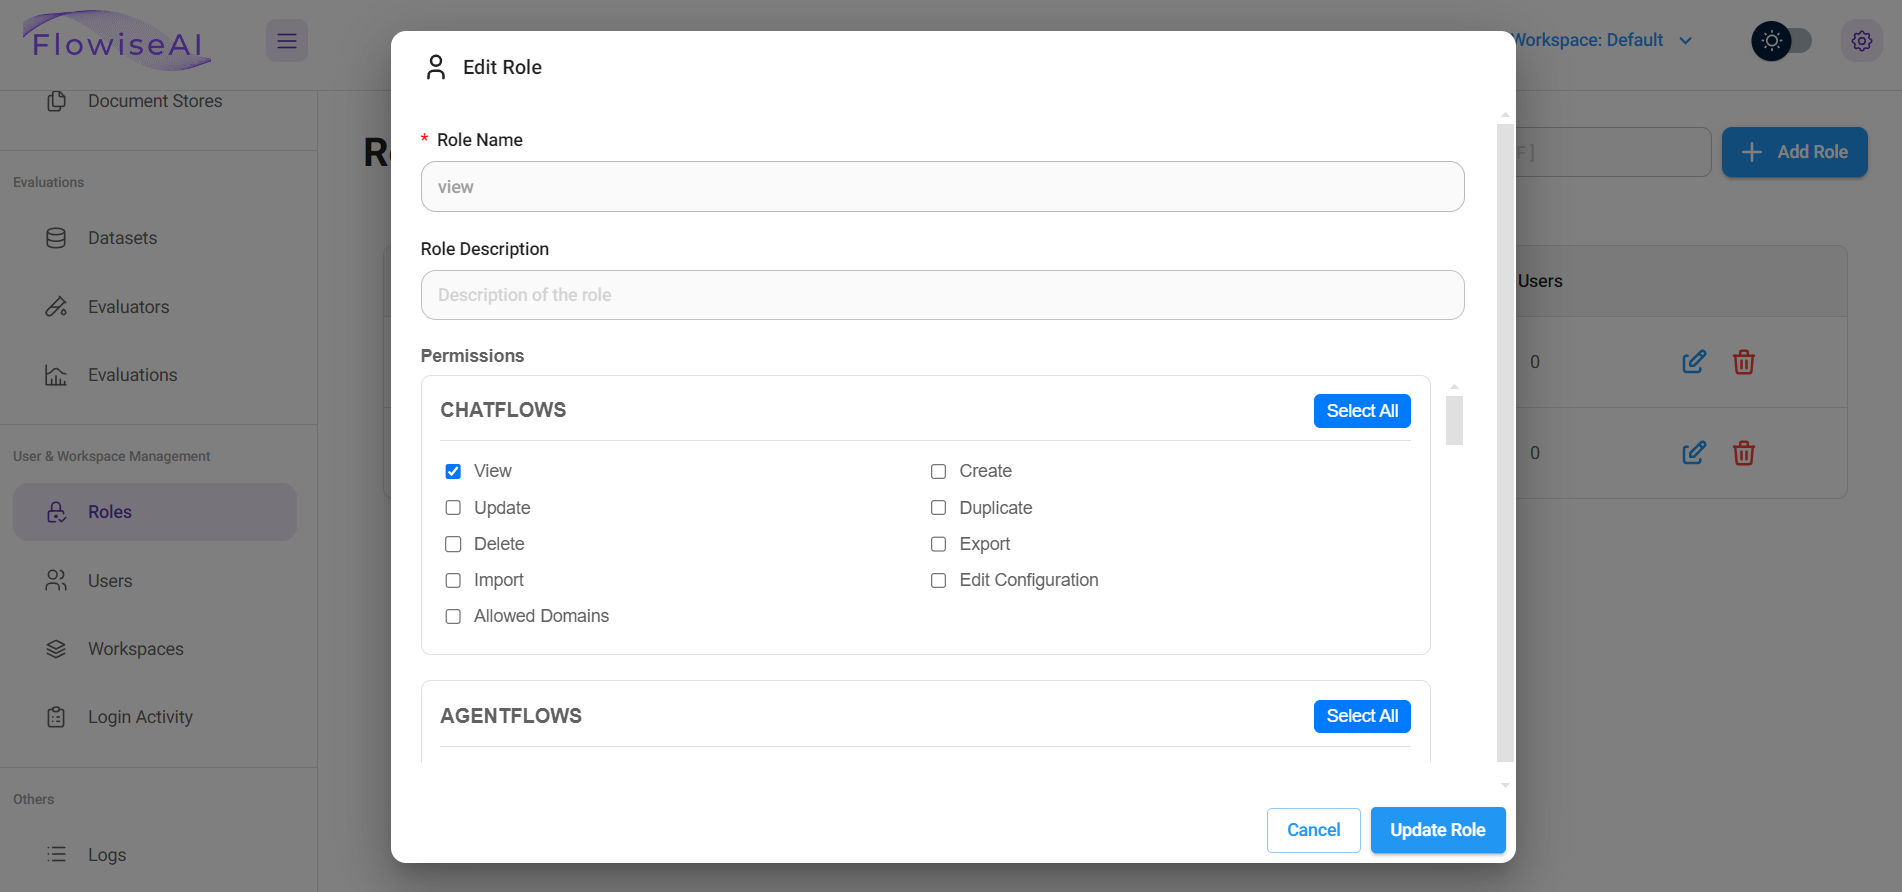 FlowiseAI
Workspace: Default
Document Stores
Evaluations
Datasets
Evaluators
Evaluations
User & Workspace Management
Roles
Users
Workspaces
Login Activity
Others
Logs
F ]
Add Role
Users
0
0
Edit Role
* Role Name
view
Role Description
Description of the role
Permissions
CHATFLOWS
Select All
View
Create
Update
Duplicate
Delete
Export
Import
Edit Configuration
Allowed Domains
AGENTFLOWS
Select All
Cancel
Update Role